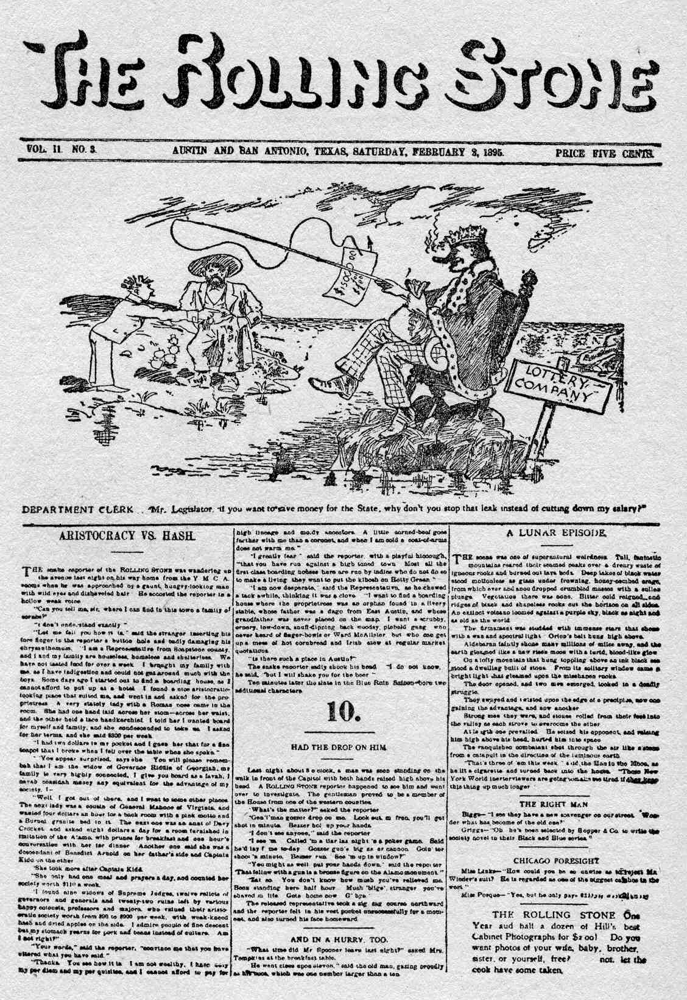 THE ROLLING STONE
VOL. II. NO. 3.
AUSTIN AND SAN ANTONIO, TEXAS, SATURDAY, FEBRUARY 2, 1895.
PRICE FIVE CENTS.
LOTTERY
COMPANY
DEPARTMENT CLERK . . "Mr. Legislator, if you want to save money for the State, why don't you stop that leak instead of cutting down my salary?"
ARISTOCRACY VS. HASH.
THE snake reporter of the ROLLING STONE was wandering up
the avenue last night on his way home from the Y M C A
rooms when he was approached by a gaunt, hungry-looking man
with wild eyes and disheveled hair He accosted the reporter in a
hollow weak voice
"Can you tell me, sir, where I can find in this town a family of
scrubs?"
"I don't understand exactly "
"Let me tell you how it is," said the stranger inserting his
fore finger in the reporter's button hole and badly damaging his
chrysanthemum. "I am a Representative from Soapstone county,
and I and my family are houseless, homeless and shelterless We
have not tasted food for over a week I brought my family with
me, as I have indigestion and could not get around much with the
boys Some days ago I started out to find a boarding house, as I
cannot afford to put up at a hotel I found a nice aristocratic-
looking place that suited me, and went in and asked for the pro-
prietress A very stately lady with a Roman nose came in the
room. She had one hand laid across her stom—across her waist,
and the other held a lace handkerchief I told her I wanted board
for myself and family, and she condescended to take us I asked
for her terms, and she said $300 per week
"I had two dollars in my pocket and I gave her that for a fine
teapot that I broke when I fell over the table when she spoke."
"'You appear surprised,' says she You will please remem-
bah that I am the widow of Governor Riddle of Georgiah, my
family is very highly connected, I give you board as a favah, I
nevah considah money any equivalent for the advantage of my
society, I—
"Well, I got out of there, and I went to some other places
The next lady was a cousin of General Mahone of Virginia, and
wanted four dollars an hour for a back room with a pink motto and
a Burnet granite bed in it The next one was an aunt of Davy
Crocket, and asked eight dollars a day for a room furnished in
imitation of the Alamo, with prunes for breakfast and one hour's
conversation with her for dinner Another one said she was a
descendant of Benedict Arnold on her father's side and Captain
Kidd on the other
"She took more after Captain Kidd.
"She only had one meal and prayers a day, and counted her
society worth $100 a week.
"I found nine widows of Supreme Judges, twelve relicts of
governors and generals and twenty-two ruins left by various
happy colonels, professors and majors, who valued their aristo-
cratic society worth from $90 to $900 per week, with weak-kneed
hash and dried apples on the side. I admire people of fine descent
but my stomach yearns for pork and beans instead of culture. Am
I not right?"
"Your words," said the reporter, "convince me that you have
uttered what you have said."
"Thanks. You see how it is I am not wealthy, I have only
my per diem and my perquisites, and I cannot afford to pay for
high lineage and moldy ancestors. A little corned-beef goes
farther with me than a coronet, and when I am cold a coat-of-arms
does not warm me."
"I greatly fear" said the reporter, with a playful hiccough,
"that you have run against a high toned town Most all the
first class boarding houses here are run by ladies who do not do so
to make a living they want to put the kibosh on Hetty Green "
"I am now desperate," said the Representative, as he chewed
a tack awhile, thinking it was a clove. "I want to find a boarding
house where the proprietress was an orphan found in a livery
stable, whose father was a dago from East Austin, and whose
grandfather was never placed on the map. I want a scrubby,
ornery, low-down, snuff-dipping back woodsy, piebald gang who
never heard of finger-bowls or Ward McAllister, but who can get
up a mess of hot cornbread and Irish stew at regular market
quotations
"Is there such a place in Austin?"
The snake reporter sadly shook his head "I do not know,
he said, "but I will shake you for the beer "
Ten minutes later the slate in the Blue Ruin Saloon bore two
additional characters
10.
HAD THE DROP ON HIM.
Last night about 8 o'clock, a man was seen standing on the
walk in front of the Capitol with both hands raised high above his
head A ROLLING STONE reporter happened to see him and went
over to investigate. The gentleman proved to be a member of
the House from one of the western counties
"What's the matter?" asked the reporter
"Gen'l'man gozzer drop on me. Look out, m fren, you'll get
shot in minute. Bezzer hol up your hands
"I don't see anyone," said the reporter
"I see 'm Called 'm a liar las night 's a poker game. Said
he'd lay f me to-day Gozzer gun's big as er cannon. Goin' ter
shoot 's minute. Bezzer run See 'm up in window?"
"You might as well put your hands down," said the reporter
"That fellow with a gun is a bronze figure on the Alamo monument."
"Zat so. You don't know how mush you've relieved me.
Been standing here half hour Mush 'blige', stranger you've
shaved m life Gots home now G' bye.
The released representative took a zig zag course northward
and the reporter felt in his vest pocket unsuccessfully for a mom-
ent, and also turned his face homeward
AND IN A HURRY, TOO.
"What time did Mr Spooner leave last night?" asked Mrs.
Tompkins at the breakfast table.
He went clean upon eleven," said the old man, gazing proudly
at his shoe, which was one number larger than a ten
A LUNAR EPISODE.
THE scene was one of supernatural weirdness. Tall, fantastic
mountains reared their seamed peaks over a dreary waste of
igneous rocks and burned out lava beds. Deep lakes of black water
stood motionless as glass under frowning, honey-combed crags,
from which ever and anon dropped crumbled masses with a sullen
plunge. Vegetation there was none. Bitter cold reigned, and
ridges of black and shapeless rocks cut the horizon on all sides.
An extinct volcano loomed against a purple sky, black as night and
as old as the world
The firmament was studded with immense stars that shone
with a wan and spectral light Orion's belt hung high above.
Aldebaran faintly shone many millions of miles away, and the
earth gleamed like a new risen moon with a lurid, blood-like glow
On a lofty mountain that hung toppling above an ink black sea
stood a dwelling built of stone. From its solitary window came a
bright light that gleamed upon the misshapen rocks
The door opened, and two men emerged, locked in a deadly
struggle.
They swayed and twisted upon the edge of a precipice, now one
gaining the advantage, and now another
Strong men they were, and stones rolled from their feet into
the valley as each strove to overcome the other
At length one prevailed. He seized his opponent, and raising
him high above his head, hurled him into space
The vanquished combatant shot through the air like a stone
from a catapult in the direction of the luminous earth
"That's three of 'em this week," said the Man in the Moon, as
he lit a cigarette and turned back into the house. "Those New
York World interviewers are going to make me tired if they keep
this thing up much longer
THE RIGHT MAN
Biggs— "I see they have a new scavenger on our street. Won-
der what has become of the old one?"
Griggs— "Oh he's been selected by Hopper & Co. to write the
society novel to their Black and Blue series."
CHICAGO FORESIGHT
Miss Links— "How could you be so unwise as to reject Mr.
Wieder's suit? He is regarded as one of the biggest catches in the
west "
Miss Porque— "Yes, but he only pays
THE ROLLING STONE One
Year and half a dozen of Hill's best
Cabinet Photographs for $2 00! Do you
want photos of your wife, baby, brother,
sister, or yourself, free? not, let the
cook have some taken.